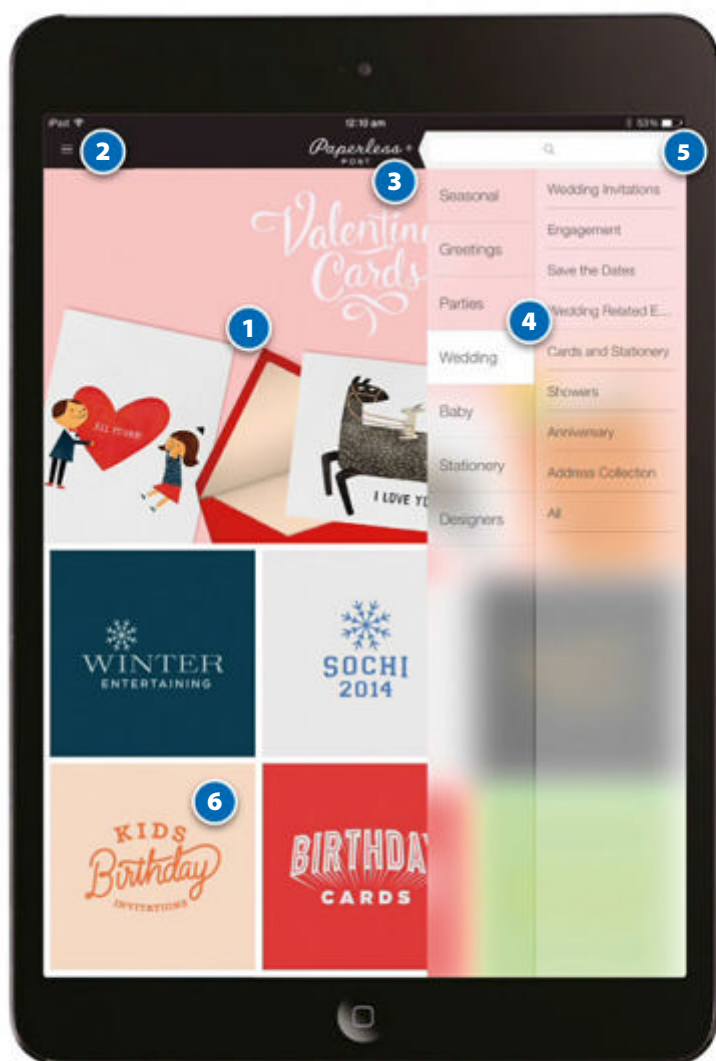 iPad
12:10 am
53%
2
5
Paperless
POST
3
Valentine
Cards
1
ALL YOURS
I LOVE YO
Seasonal
Greetings
Parties
Wedding
Baby
Stationery
Designers
4
Wedding Invitations
Engagement
Save the Dates
Wedding Related E...
Cards and Stationery
Showers
Anniversary
Address Collection
All
WINTER
ENTERTAINING
SOCHI
2014
6
KIDS
Birthday
INVITATIONS
BIRTHDAY
CARDS